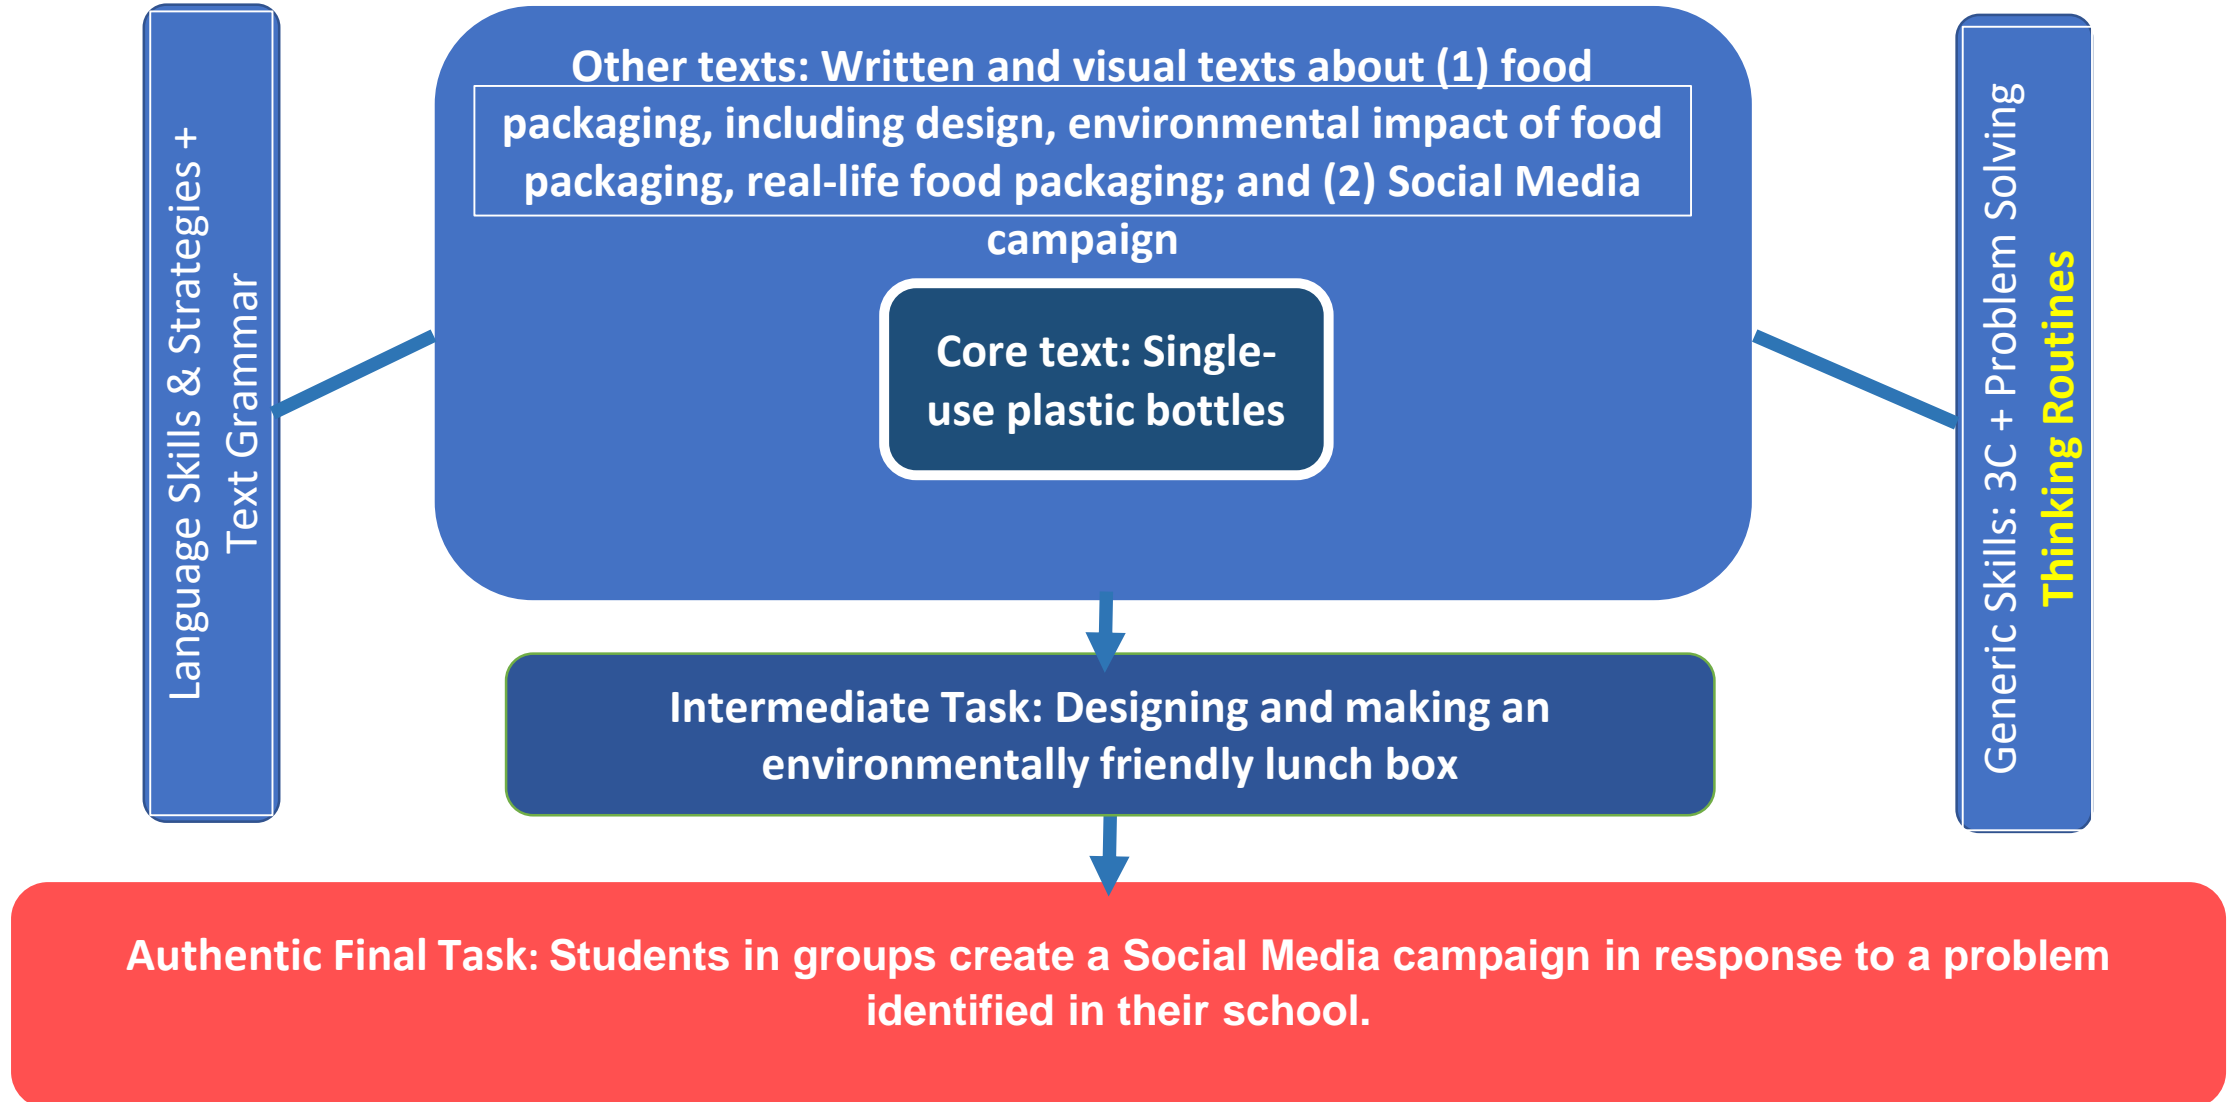 Language Skills & Strategies +
Text Grammar
Other texts: Written and visual texts about (1) food
packaging, including design, environmental impact of food
packaging, real-life food packaging; and (2) Social Media
campaign
Core text: Single-
use plastic bottles
Generic Skills: 3C + Problem Solving
Thinking Routines
Intermediate Task: Designing and making an
environmentally friendly lunch box
Authentic Final Task: Students in groups create a Social Media campaign in response to a problem
identified in their school.